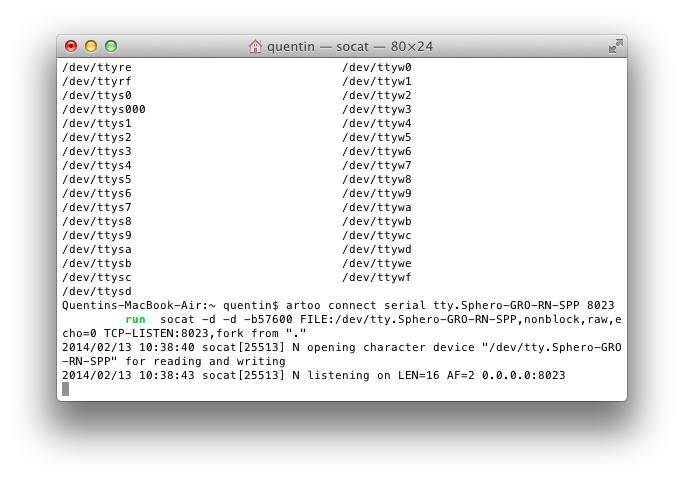 quentin — socat — 80×24
/dev/ttyre /dev/ttyw0
/dev/ttyrf /dev/ttyw1
/dev/ttys0 /dev/ttyw2
/dev/ttys000 /dev/ttyw3
/dev/ttys1 /dev/ttyw4
/dev/ttys2 /dev/ttyw5
/dev/ttys3 /dev/ttyw6
/dev/ttys4 /dev/ttyw7
/dev/ttys5 /dev/ttyw8
/dev/ttys6 /dev/ttyw9
/dev/ttys7 /dev/ttywa
/dev/ttys8 /dev/ttywb
/dev/ttys9 /dev/ttywc
/dev/ttysa /dev/ttywd
/dev/ttysb /dev/ttywe
/dev/ttysc /dev/ttywf
/dev/ttysd
Quentins-MacBook-Air:~ quentin$ artoo connect serial tty.Sphero-GRO-RN-SPP 8023
run socat -d -d -b57600 FILE:/dev/tty.Sphero-GRO-RN-SPP,nonblock,raw,e
cho=0 TCP-LISTEN:8023,fork from "."
2014/02/13 10:38:40 socat[25513] N opening character device "/dev/tty.Sphero-GRO
-RN-SPP" for reading and writing
2014/02/13 10:38:43 socat[25513] N listening on LEN=16 AF=2 0.0.0.0:8023